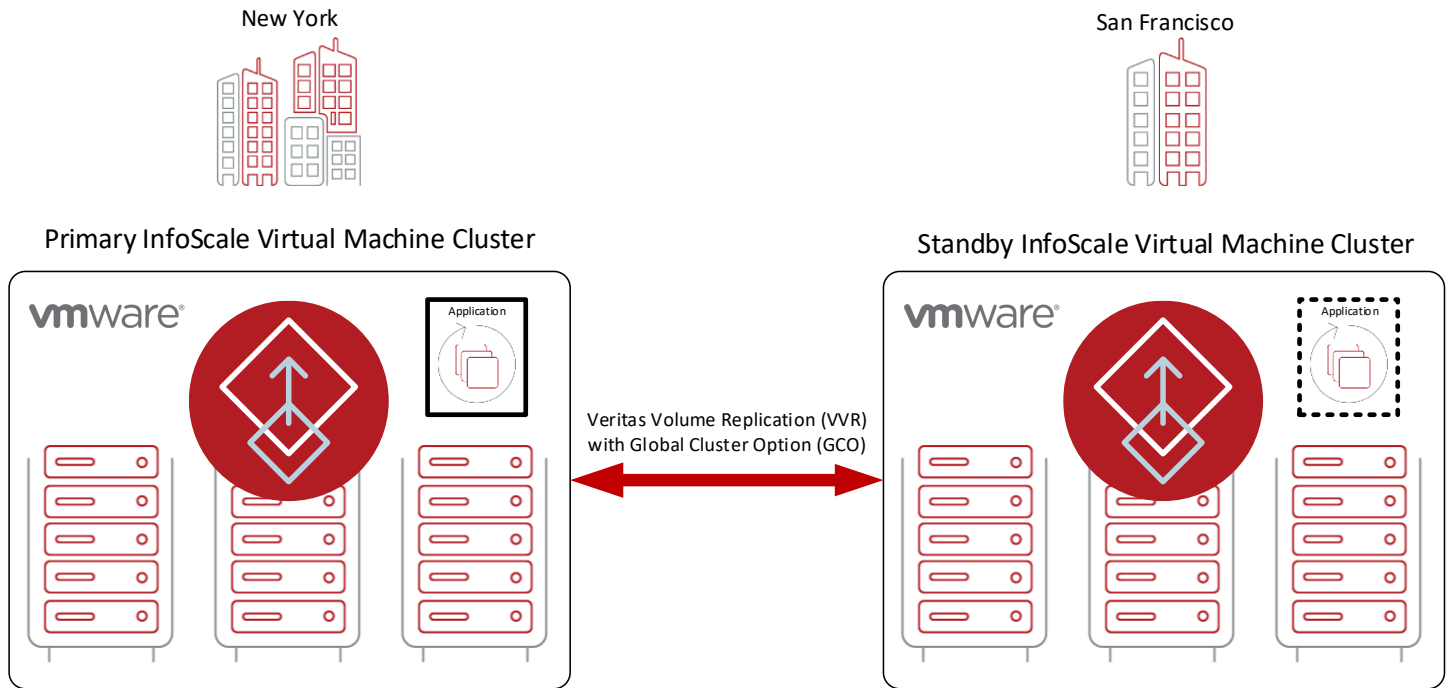 New York
San Francisco
Primary InfoScale Virtual Machine Cluster
Standby InfoScale Virtual Machine Cluster
vmware®
Application
vmware®
Application
Veritas Volume Replication (VVR)
with Global Cluster Option (GCO)